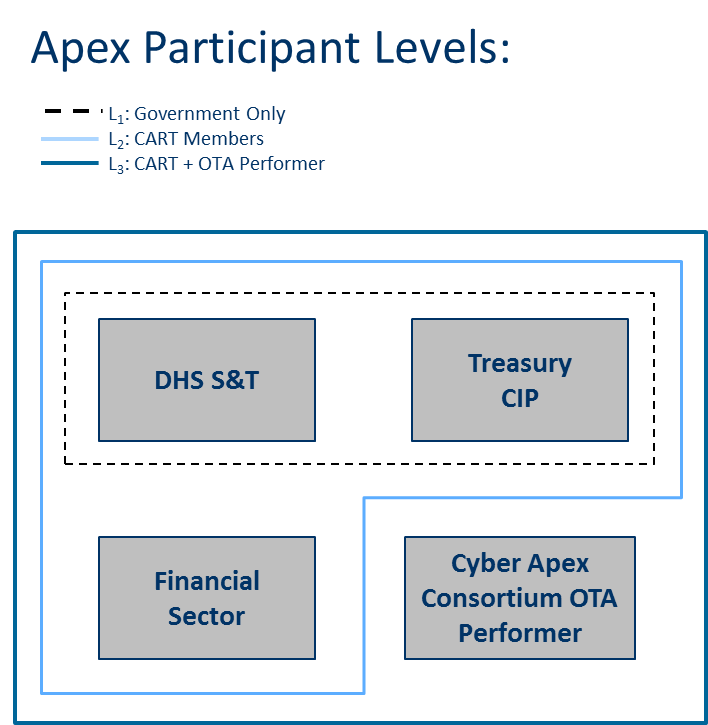 Apex Participant Levels:
L₁: Government Only
L₂: CART Members
L₃: CART + OTA Performer
DHS S&T
Treasury
CIP
Financial
Sector
Cyber Apex
Consortium OTA
Performer